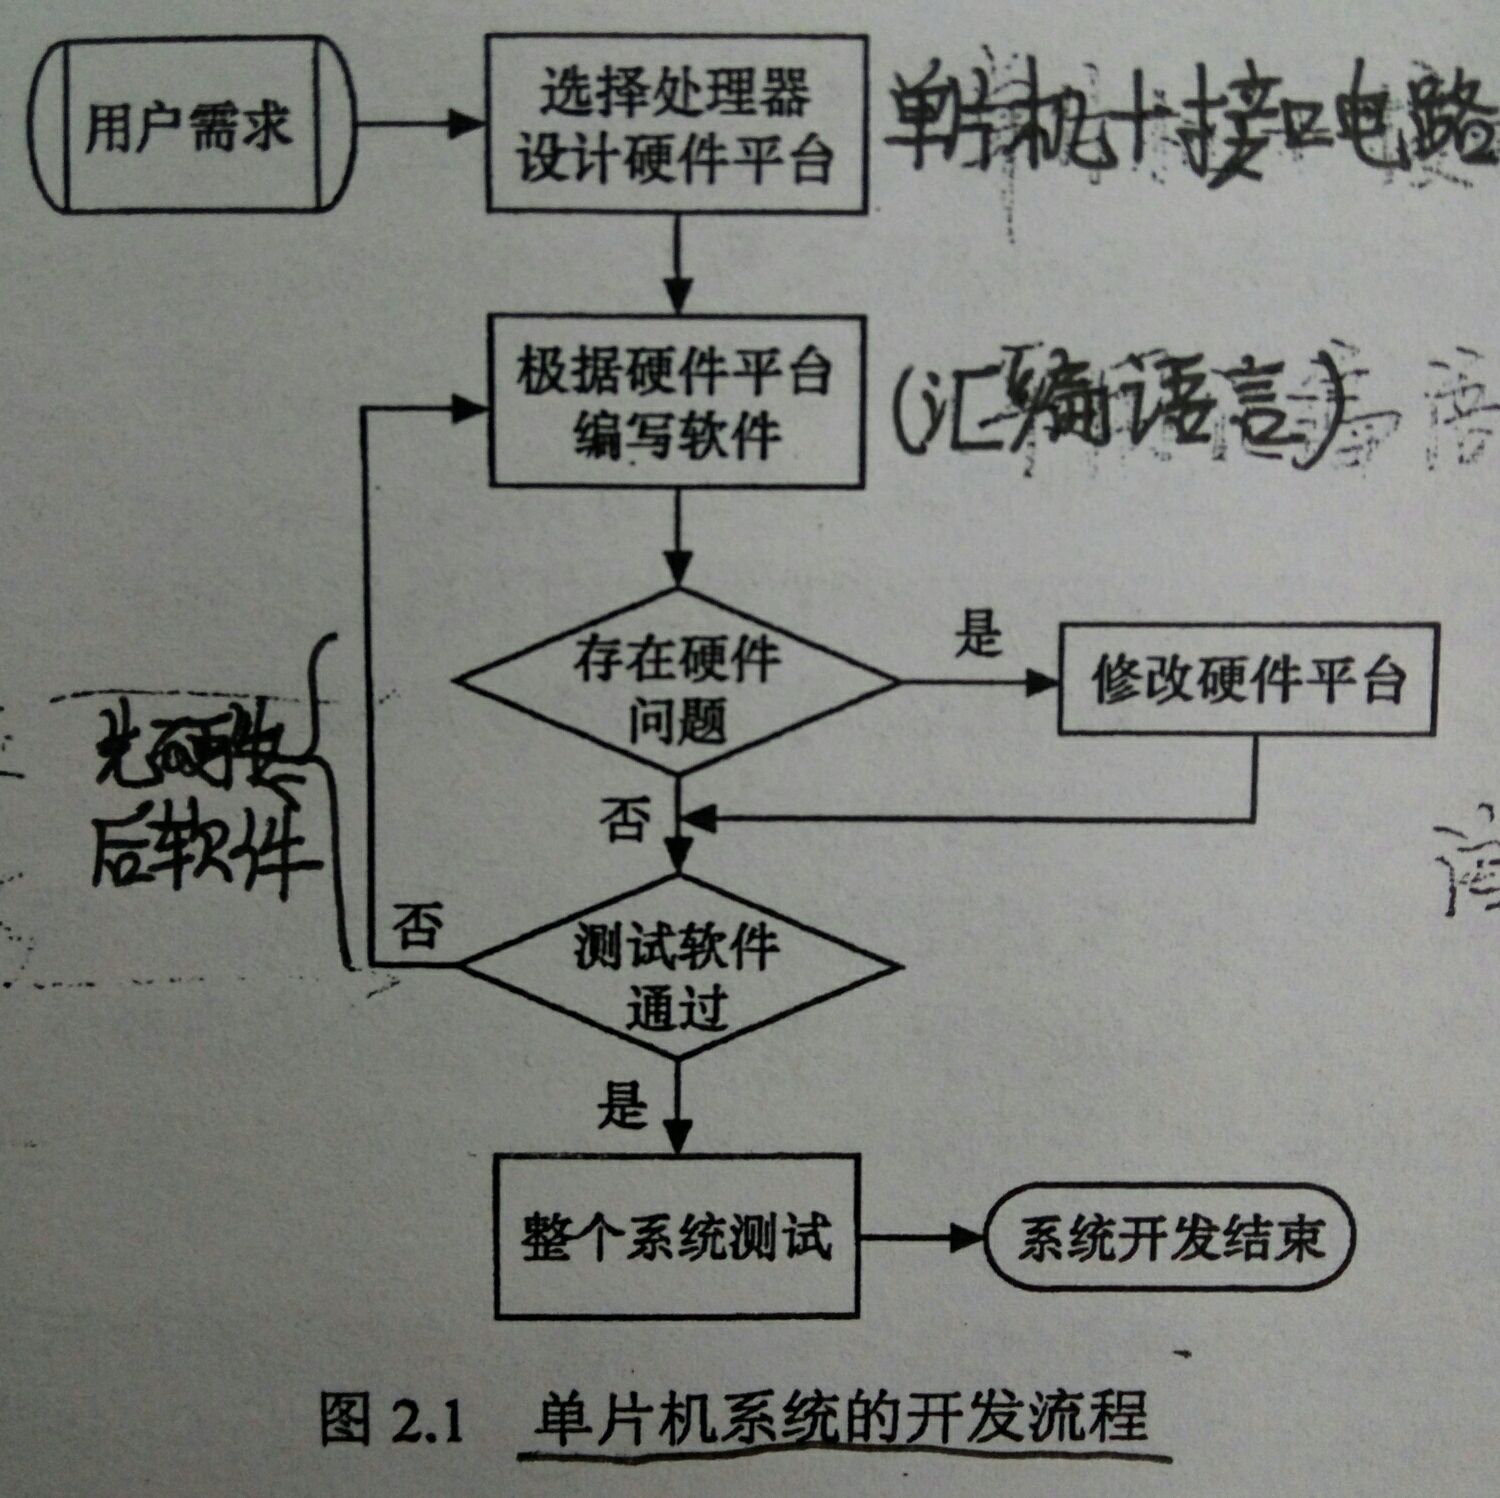 用户需求
选择处理器
设计硬件平台
单片机+接口电路
极据硬件平台
编写软件
(汇编语言)
存在硬件
问题
是
修改硬件平台
先硬件
后软件
否
否
测试软件
通过
是
整个系统测试
系统开发结束
图 2.1 单片机系统的开发流程